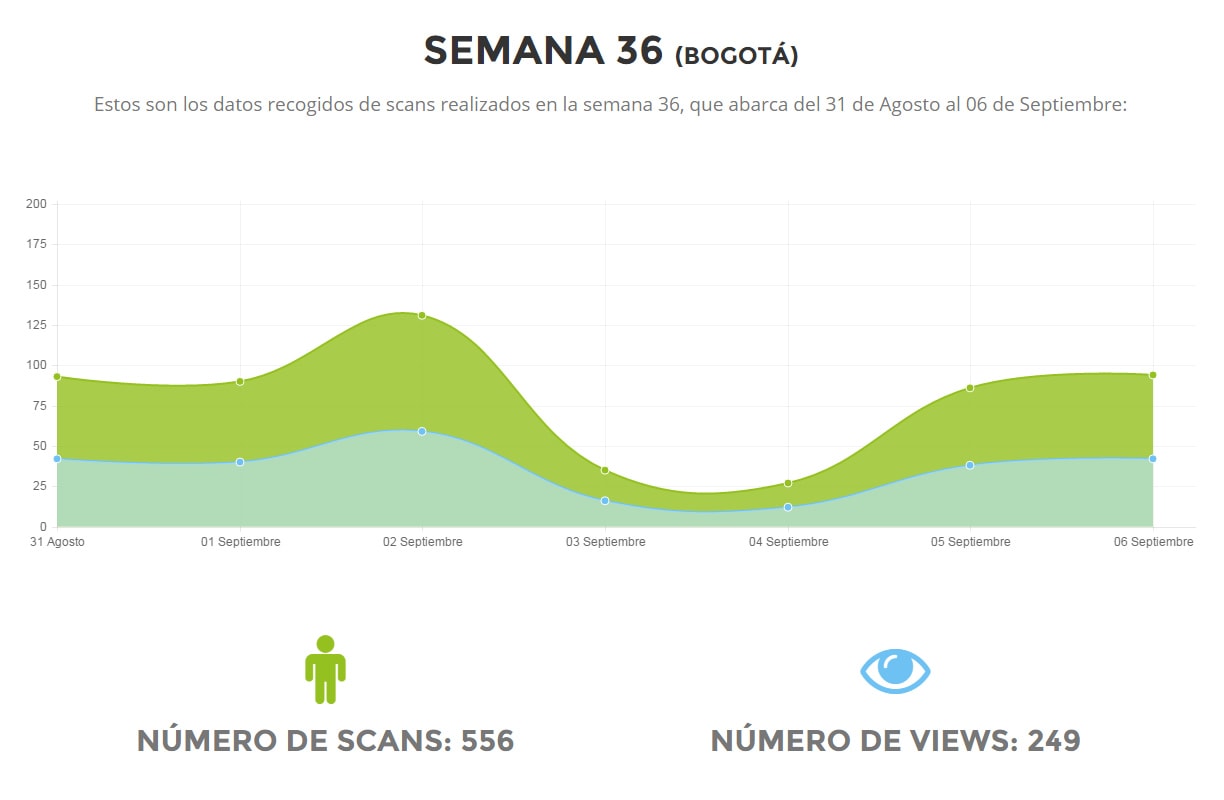 SEMANA 36 (BOGOTÁ)
Estos son los datos recogidos de scans realizados en la semana 36, que abarca del 31 de Agosto al 06 de Septiembre:
200
175
150
125
100
75
50
25
0
31 Agosto 01 Septiembre 02 Septiembre 03 Septiembre 04 Septiembre 05 Septiembre 06 Septiembre
NÚMERO DE SCANS: 556 NÚMERO DE VIEWS: 249